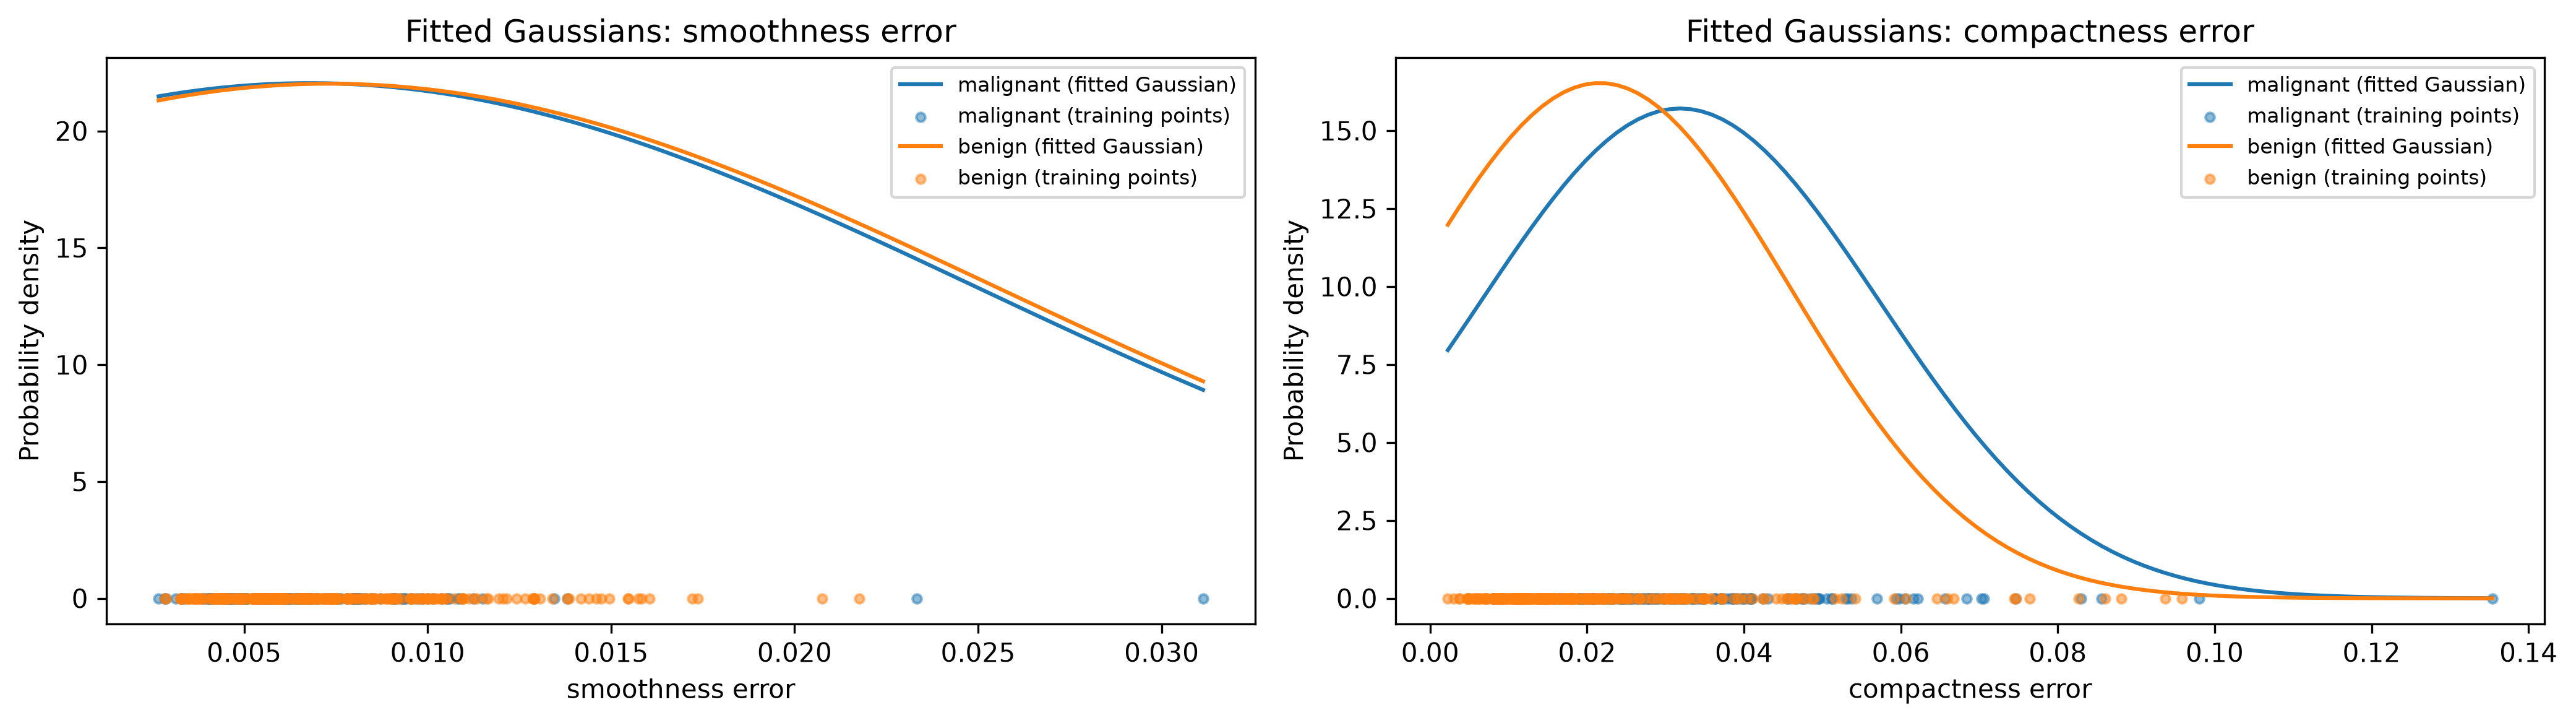 Fitted Gaussians: smoothness error
malignant (fitted Gaussian)
malignant (training points)
benign (fitted Gaussian)
benign (training points)
Probability density
20
15
10
5
0
0.005 0.010 0.015 0.020 0.025 0.030
smoothness error
Fitted Gaussians: compactness error
malignant (fitted Gaussian)
malignant (training points)
benign (fitted Gaussian)
benign (training points)
Probability density
15.0
12.5
10.0
7.5
5.0
2.5
0.0
0.00 0.02 0.04 0.06 0.08 0.10 0.12 0.14
compactness error